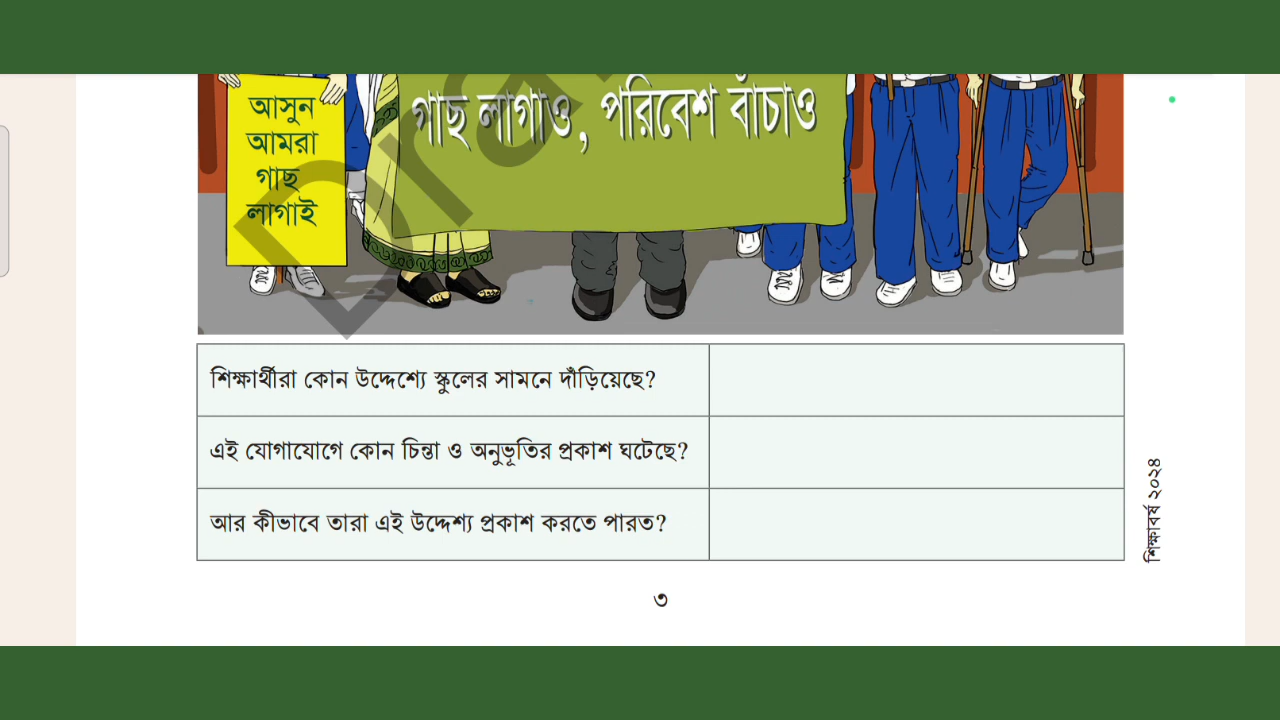 আসুন
আমরা
গাছ
লাগাই
গাছ লাগাও, পরিবেশ বাঁচাও
শিক্ষার্থীরা কোন উদ্দেশ্যে স্কুলের সামনে দাঁড়িয়েছে?
এই যোগাযোগে কোন চিন্তা ও অনুভূতির প্রকাশ ঘটেছে?
আর কীভাবে তারা এই উদ্দেশ্য প্রকাশ করতে পারত?
শিক্ষাবর্ষ ২০২৪
৩